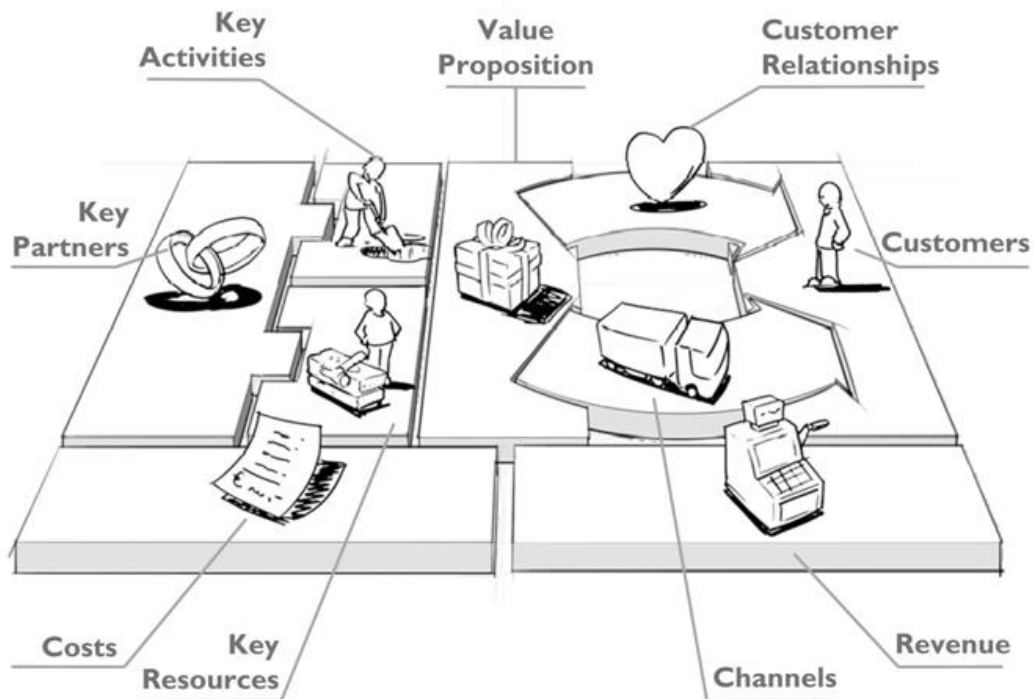 Key
Activities
Value
Proposition
Customer
Relationships
Key
Partners
Customers
Costs
Key
Resources
Channels
Revenue